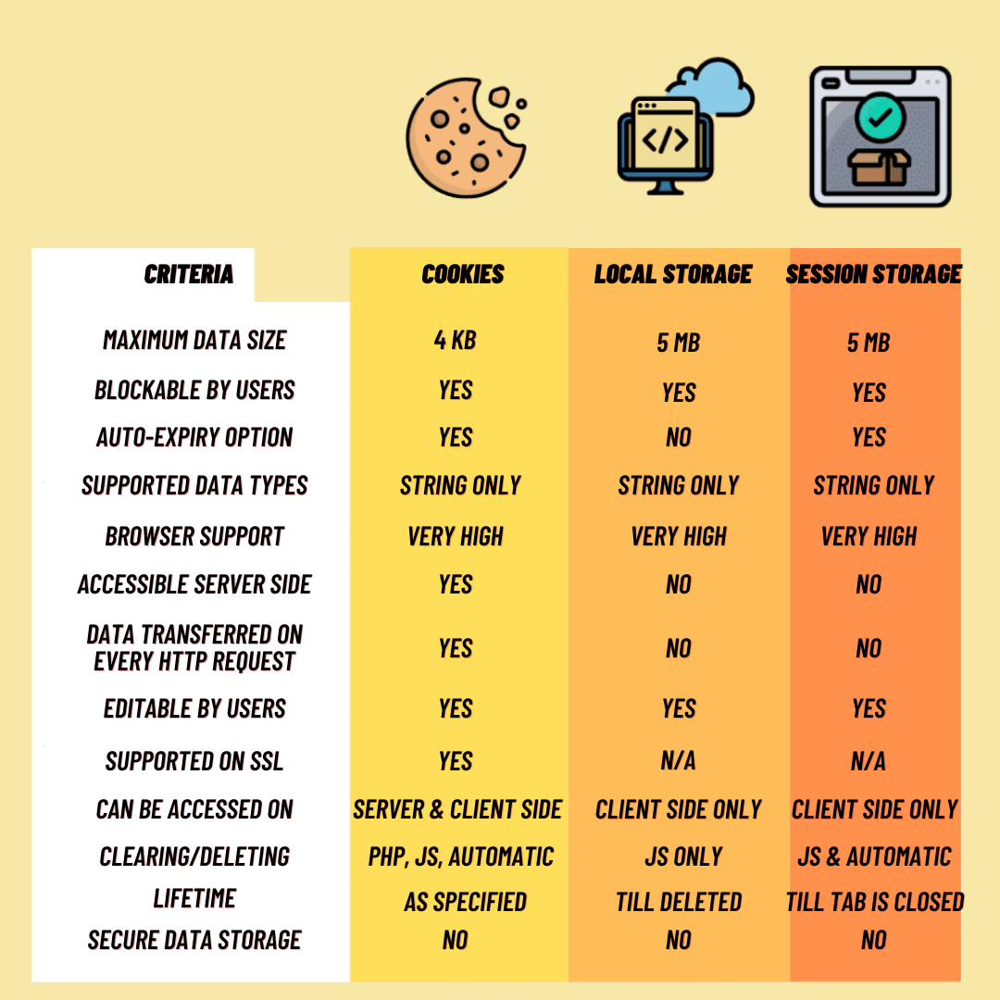 </>
CRITERIA COOKIES LOCAL STORAGE SESSION STORAGE
MAXIMUM DATA SIZE 4 KB 5 MB 5 MB
BLOCKABLE BY USERS YES YES YES
AUTO-EXPIRY OPTION YES NO YES
SUPPORTED DATA TYPES STRING ONLY STRING ONLY STRING ONLY
BROWSER SUPPORT VERY HIGH VERY HIGH VERY HIGH
ACCESSIBLE SERVER SIDE YES NO NO
DATA TRANSFERRED ON
EVERY HTTP REQUEST YES NO NO
EDITABLE BY USERS YES YES YES
SUPPORTED ON SSL YES N/A N/A
CAN BE ACCESSED ON SERVER & CLIENT SIDE CLIENT SIDE ONLY CLIENT SIDE ONLY
CLEARING/DELETING PHP, JS, AUTOMATIC JS ONLY JS & AUTOMATIC
LIFETIME AS SPECIFIED TILL DELETED TILL TAB IS CLOSED
SECURE DATA STORAGE NO NO NO